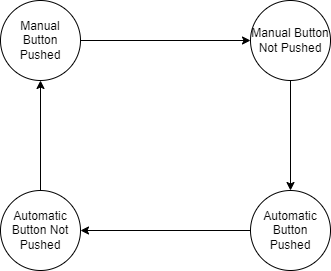 Manual
Button
Pushed
Manual Button
Not Pushed
Automatic
Button Not
Pushed
Automatic
Button
Pushed